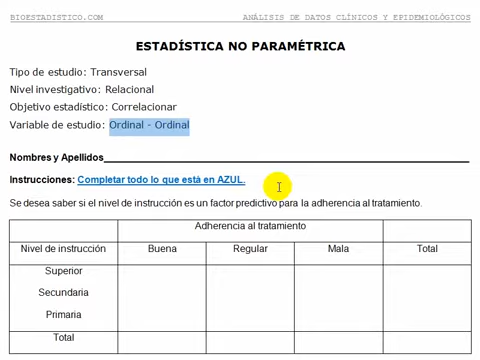 BIOESTADISTICO.COM ANÁLISIS DE DATOS CLÍNICOS Y EPIDEMIOLÓGICOS
ESTADÍSTICA NO PARAMÉTRICA
Tipo de estudio: Transversal
Nivel investigativo: Relacional
Objetivo estadístico: Correlacionar
Variable de estudio: Ordinal - Ordinal
Nombres y Apellidos
Instrucciones: Completar todo lo que está en AZUL.
Se desea saber si el nivel de instrucción es un factor predictivo para la adherencia al tratamiento.
Adherencia al tratamiento
Nivel de instrucción Buena Regular Mala Total
Superior
Secundaria
Primaria
Total